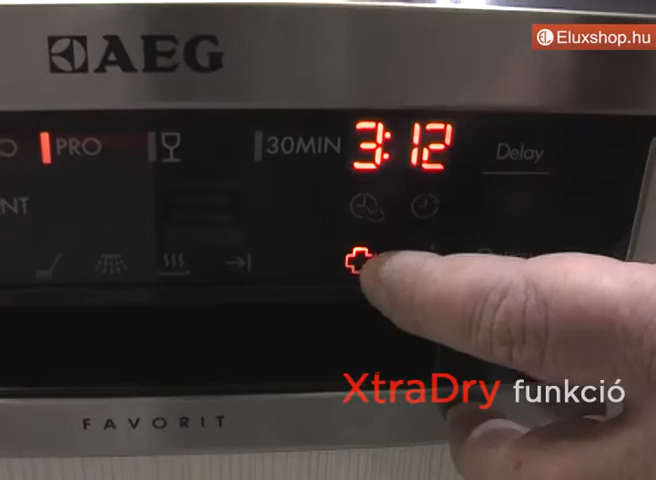 Eluxshop.hu
AEG
PRO
30MIN
3:12
Delay
NT
XtraDry funkció
FAVORIT